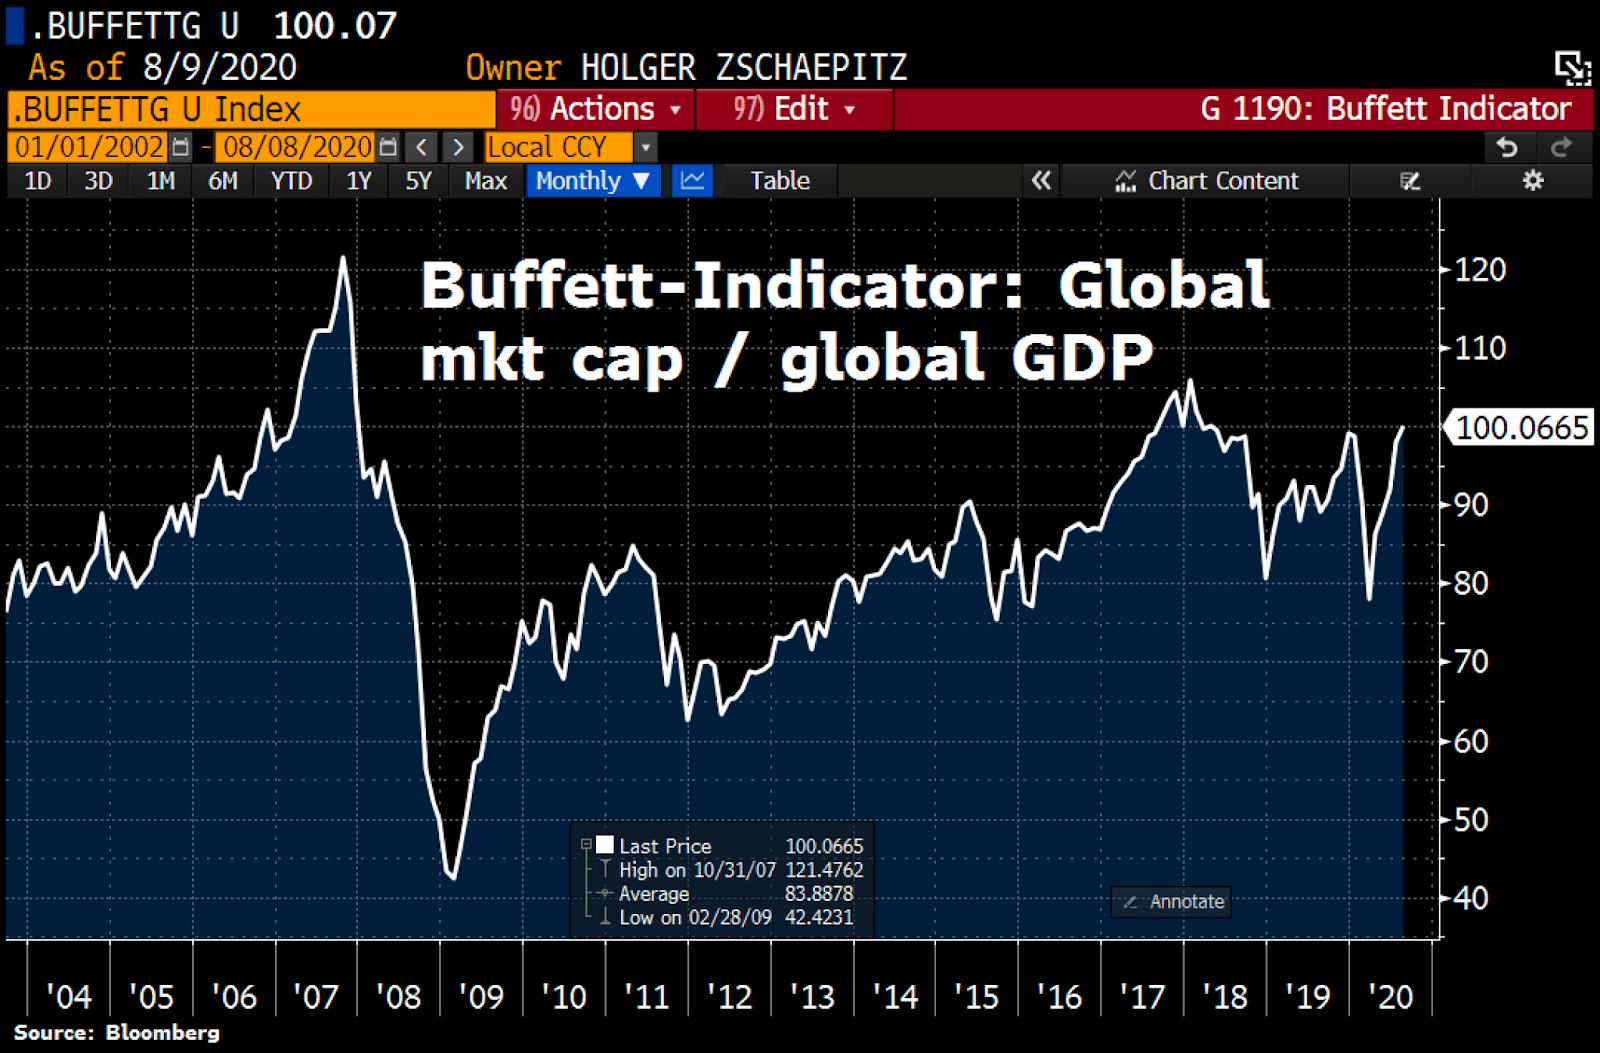 .BUFFETTG U 100.07
As of 8/9/2020 Owner HOLGER ZSCHAEPITZ
.BUFFETTG U Index 96) Actions 97) Edit G 1190: Buffett Indicator
01/01/2002 - 08/08/2020 < > Local CCY
1D 3D 1M 6M YTD 1Y 5Y Max Monthly ▼ Table « Chart Content
Buffett-Indicator: Global
mkt cap / global GDP
120
110
100.0665
90
80
70
60
50
40
Last Price 100.0665
High on 10/31/07 121.4762
Average 83.8878
Low on 02/28/09 42.4231
Annotate
'04 '05 '06 '07 '08 '09 '10 '11 '12 '13 '14 '15 '16 '17 '18 '19 '20
Source: Bloomberg